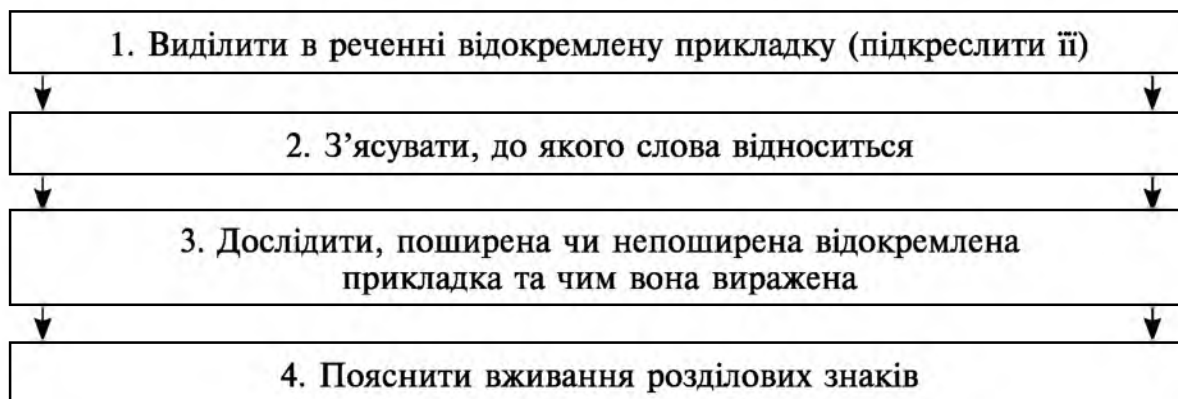 1. Виділити в реченні відокремлену прикладку (підкреслити її)
2. З’ясувати, до якого слова відноситься
3. Дослідити, поширена чи непоширена відокремлена
прикладка та чим вона виражена
4. Пояснити вживання розділових знаків